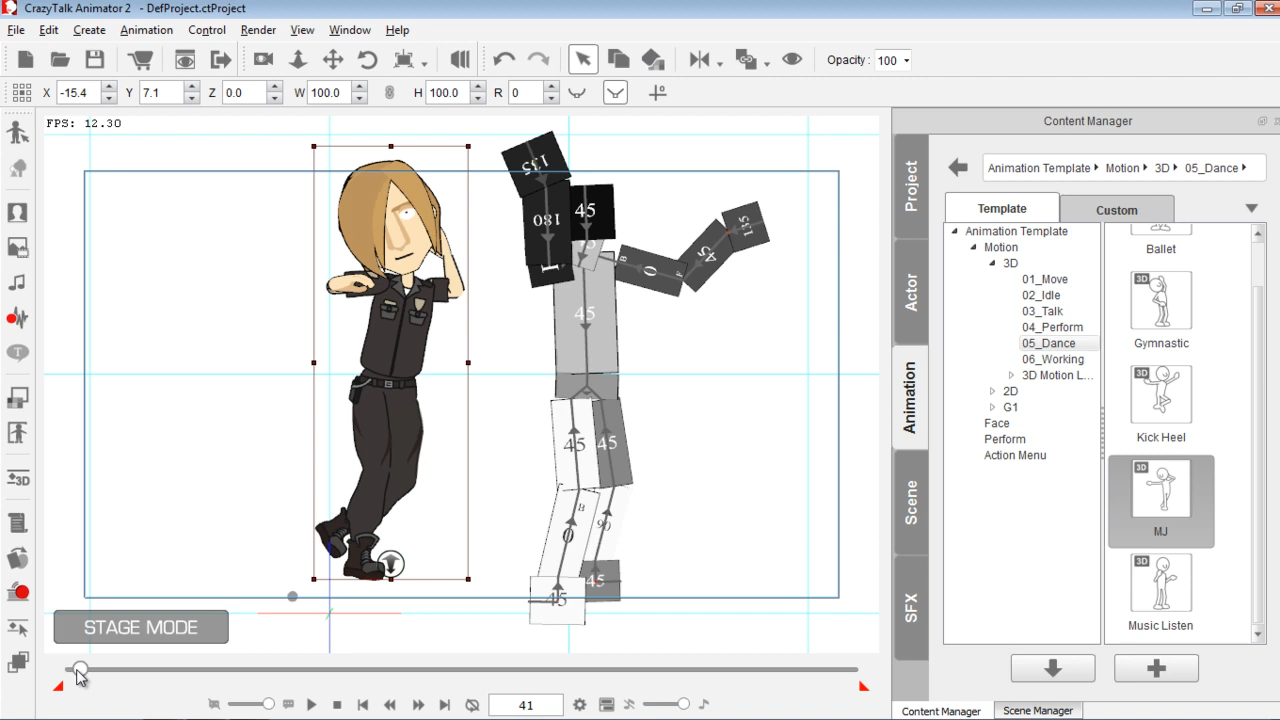 CrazyTalk Animator 2 - DefProject.ctProject
File Edit Create Animation Control Render View Window Help
Opacity : 100
X -15.4 Y 7.1 Z 0.0 W 100.0 H 100.0 R 0
FPS: 12.30
Content Manager
Project
Actor
Animation
Scene
SFX
Animation Template Motion 3D 05_Dance
Template Custom
Animation Template
Motion
3D
01_Move
02_Idle
03_Talk
04_Perform
05_Dance
06_Working
3D Motion L...
2D
G1
Face
Perform
Action Menu
Ballet
3D
Gymnastic
3D
Kick Heel
3D
MJ
3D
Music Listen
135
180
45
0
45
135
B
45
45
45
B
0
90
45
45
STAGE MODE
3D
41
Content Manager Scene Manager